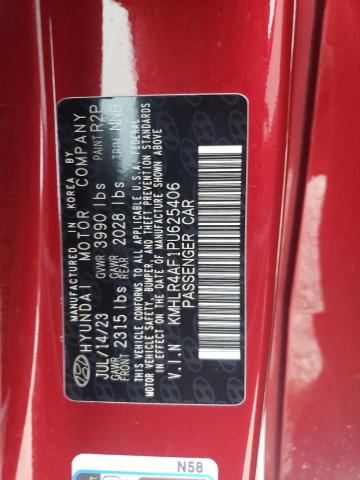 MANUFACTURED IN KOREA BY
HYUNDAI MOTOR COMPANY
JUL/14/23 GVWR 3990 lbs PAINT R2P
GAWR FRONT 2315 lbs GAWR REAR 2028 lbs TRIM NNB
THIS VEHICLE CONFORMS TO ALL APPLICABLE U.S.A FEDERAL
MOTOR VEHICLE SAFETY, BUMPER, AND THEFT PREVENTION STANDARDS
IN EFFECT ON THE DATE OF MANUFACTURE SHOWN ABOVE.
V.I.N KMHLR4AF1PU625406
PASSENGER CAR
N58